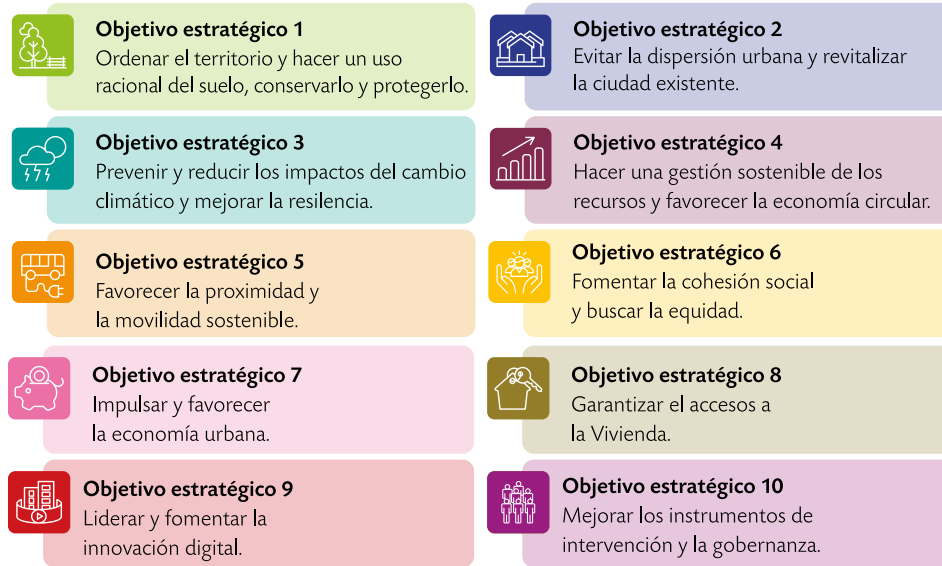 Objetivo estratégico 1
Ordenar el territorio y hacer un uso
racional del suelo, conservarlo y protegerlo.
Objetivo estratégico 2
Evitar la dispersión urbana y revitalizar
la ciudad existente.
Objetivo estratégico 3
Prevenir y reducir los impactos del cambio
climático y mejorar la resilencia.
Objetivo estratégico 4
Hacer una gestión sostenible de los
recursos y favorecer la economía circular.
Objetivo estratégico 5
Favorecer la proximidad y
la movilidad sostenible.
Objetivo estratégico 6
Fomentar la cohesión social
y buscar la equidad.
Objetivo estratégico 7
Impulsar y favorecer
la economía urbana.
Objetivo estratégico 8
Garantizar el accesos a
la Vivienda.
Objetivo estratégico 9
Liderar y fomentar la
innovación digital.
Objetivo estratégico 10
Mejorar los instrumentos de
intervención y la gobernanza.